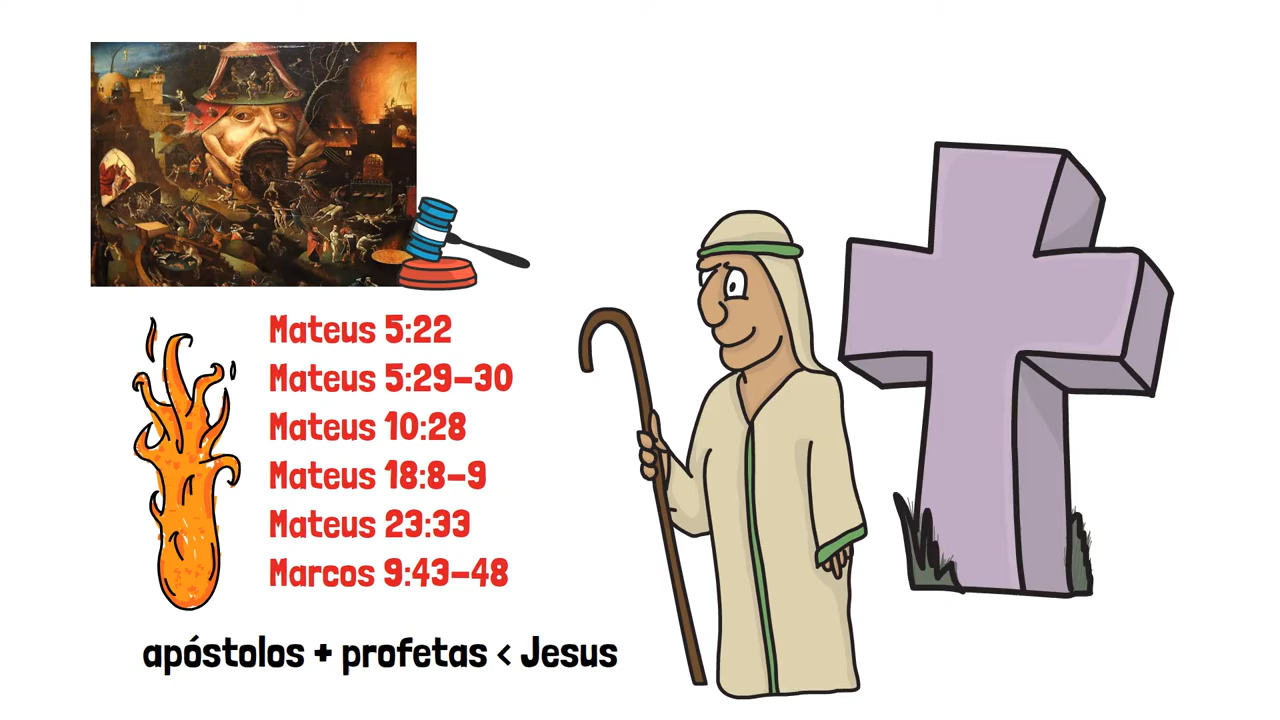 Mateus 5:22
Mateus 5:29–30
Mateus 10:28
Mateus 18:8–9
Mateus 23:33
Marcos 9:43–48
apóstolos + profetas < Jesus